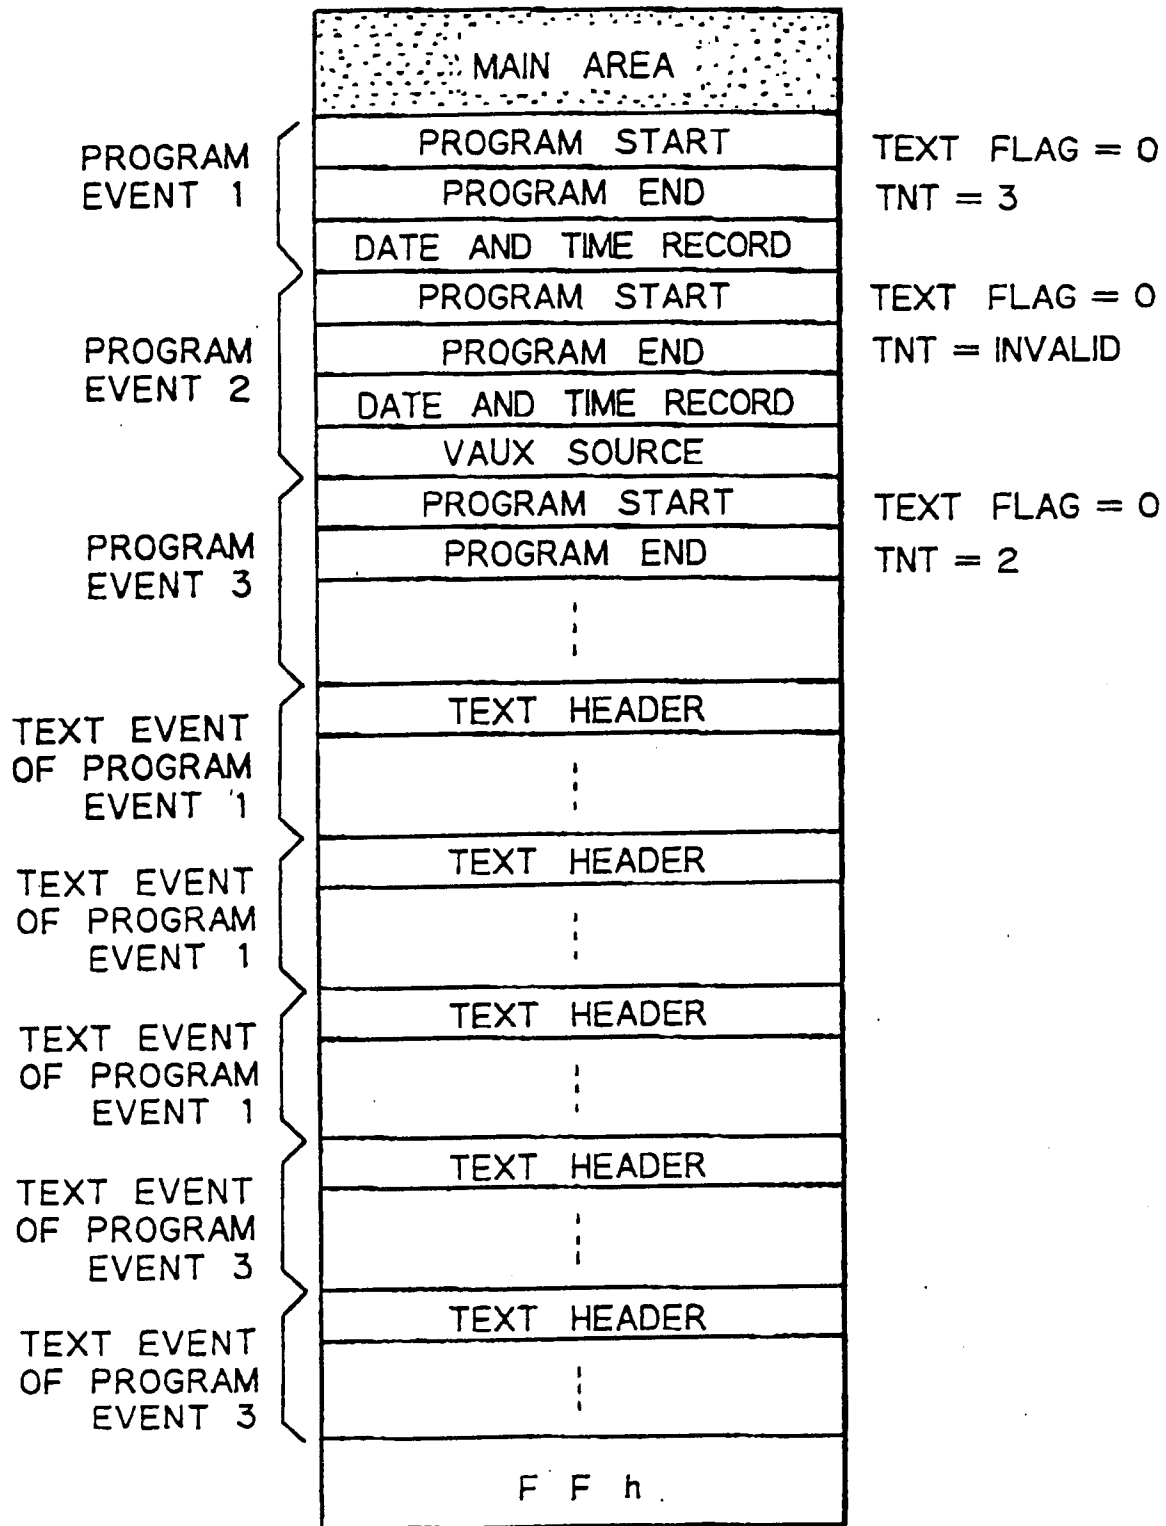 MAIN AREA
PROGRAM EVENT 1
PROGRAM START
TEXT FLAG = 0
PROGRAM END
TNT = 3
DATE AND TIME RECORD
PROGRAM EVENT 2
PROGRAM START
TEXT FLAG = 0
PROGRAM END
TNT = INVALID
DATE AND TIME RECORD
VAUX SOURCE
PROGRAM EVENT 3
PROGRAM START
TEXT FLAG = 0
PROGRAM END
TNT = 2
TEXT EVENT
OF PROGRAM
EVENT 1
TEXT HEADER
TEXT EVENT
OF PROGRAM
EVENT 1
TEXT HEADER
TEXT EVENT
OF PROGRAM
EVENT 1
TEXT HEADER
TEXT EVENT
OF PROGRAM
EVENT 3
TEXT HEADER
TEXT EVENT
OF PROGRAM
EVENT 3
TEXT HEADER
F F h